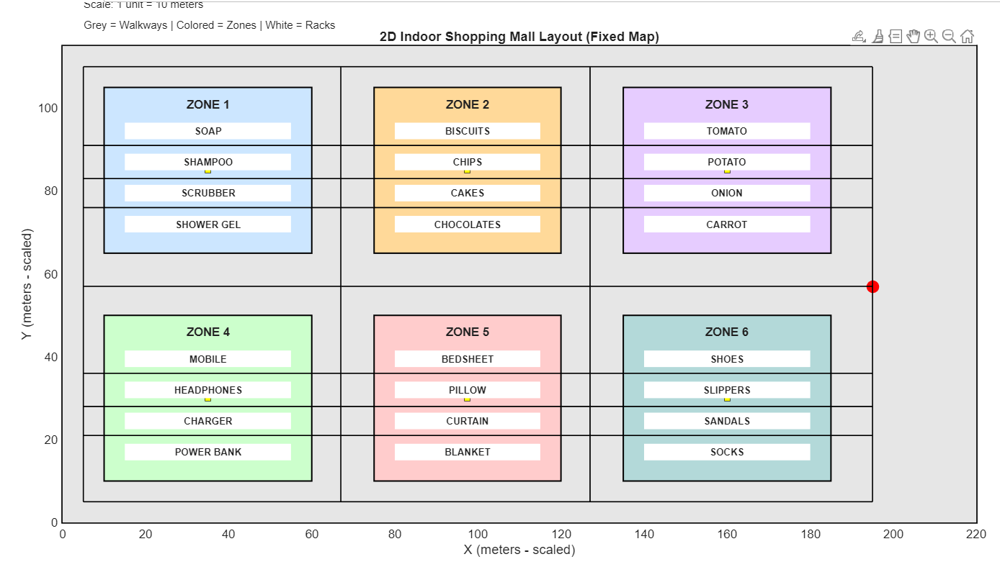 Scale: 1 unit = 10 meters
Grey = Walkways | Colored = Zones | White = Racks
2D Indoor Shopping Mall Layout (Fixed Map)
ZONE 1
SOAP
SHAMPOO
SCRUBBER
SHOWER GEL
ZONE 2
BISCUITS
CHIPS
CAKES
CHOCOLATES
ZONE 3
TOMATO
POTATO
ONION
CARROT
ZONE 4
MOBILE
HEADPHONES
CHARGER
POWER BANK
ZONE 5
BEDSHEET
PILLOW
CURTAIN
BLANKET
ZONE 6
SHOES
SLIPPERS
SANDALS
SOCKS
Y (meters - scaled)
100
80
60
40
20
0
0 20 40 60 80 100 120 140 160 180 200 220
X (meters - scaled)